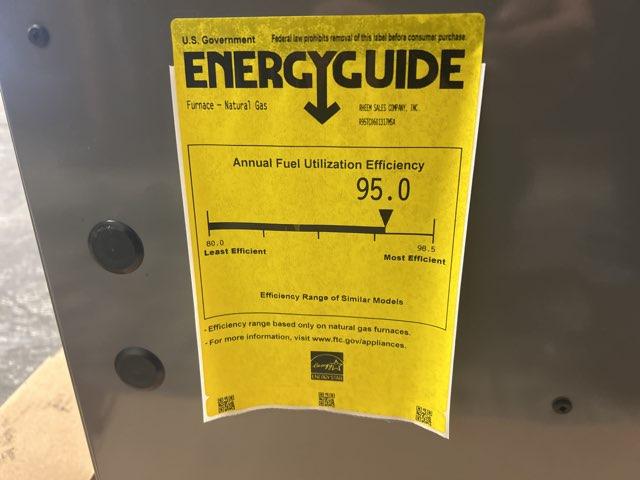 U.S. Government Federal law prohibits removal of this label before consumer purchase.
ENERGYGUIDE
Furnace - Natural Gas
RHEEM SALES COMPANY, INC.
R95TC0601317MSA
Annual Fuel Utilization Efficiency
95.0
80.0 98.5
Least Efficient Most Efficient
Efficiency Range of Similar Models
- Efficiency range based only on natural gas furnaces.
- For more information, visit www.ftc.gov/appliances.
energy
ENERGY STAR